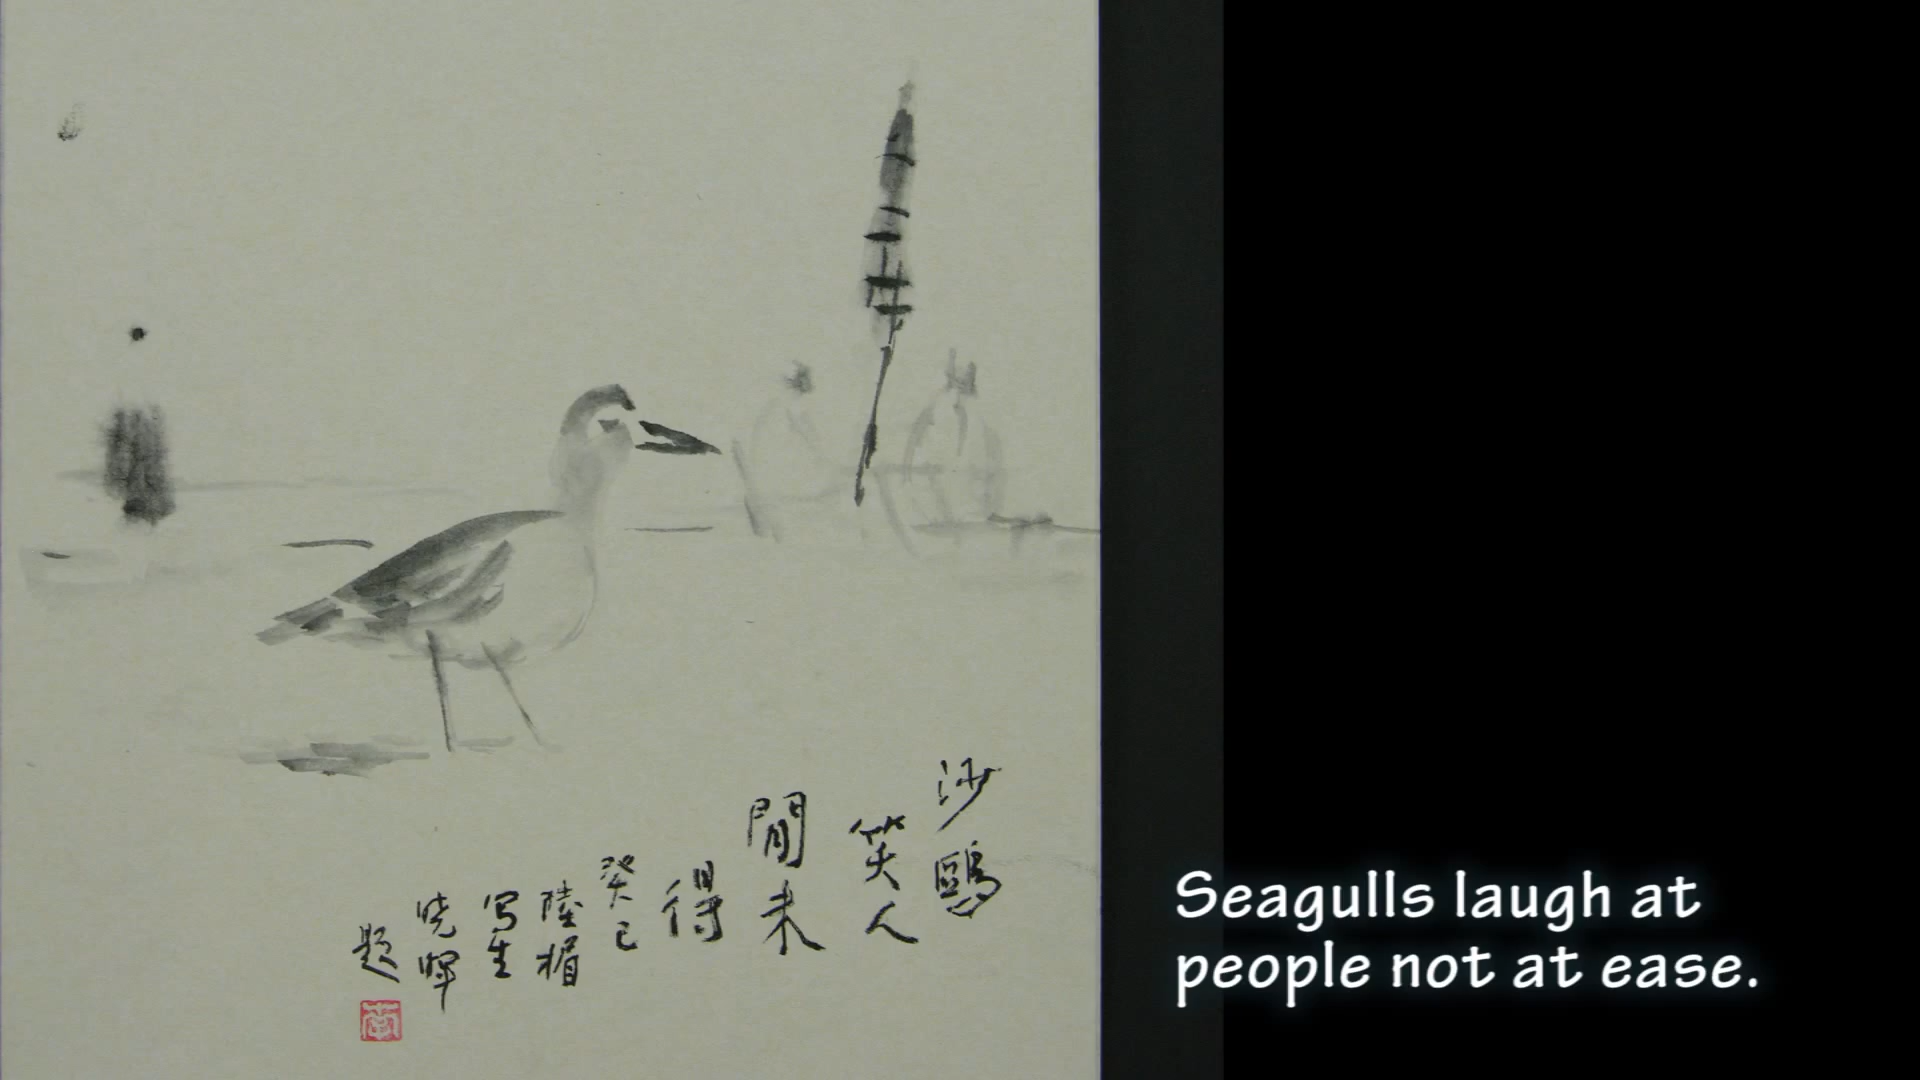 沙鷗
笑人
閒未
得
癸巳
陸楣
写生
晓暉
題
Seagulls laugh at
people not at ease.